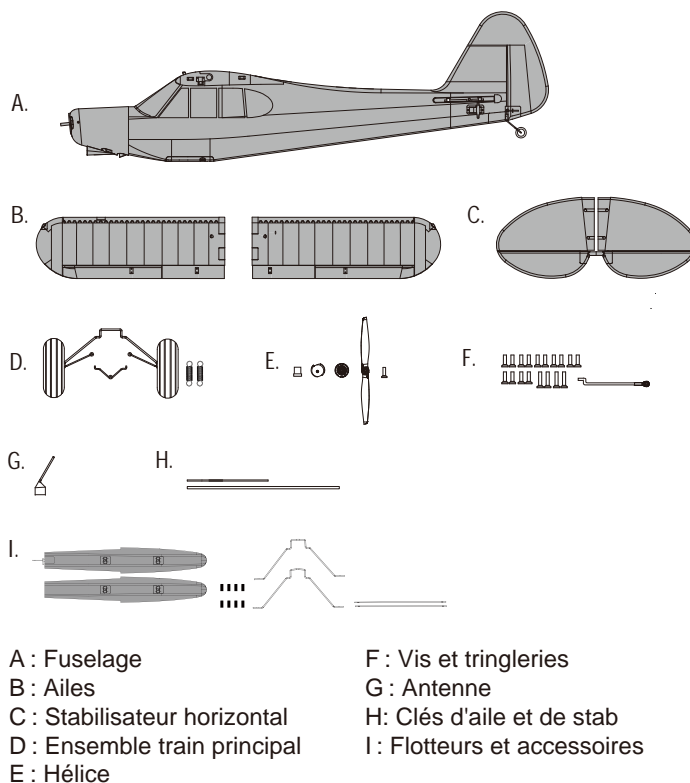 A.
B.
C.
D.
E.
F.
G.
H.
I.
A : Fuselage
B : Ailes
C : Stabilisateur horizontal
D : Ensemble train principal
E : Hélice
F : Vis et tringleries
G : Antenne
H: Clés d'aile et de stab
I : Flotteurs et accessoires